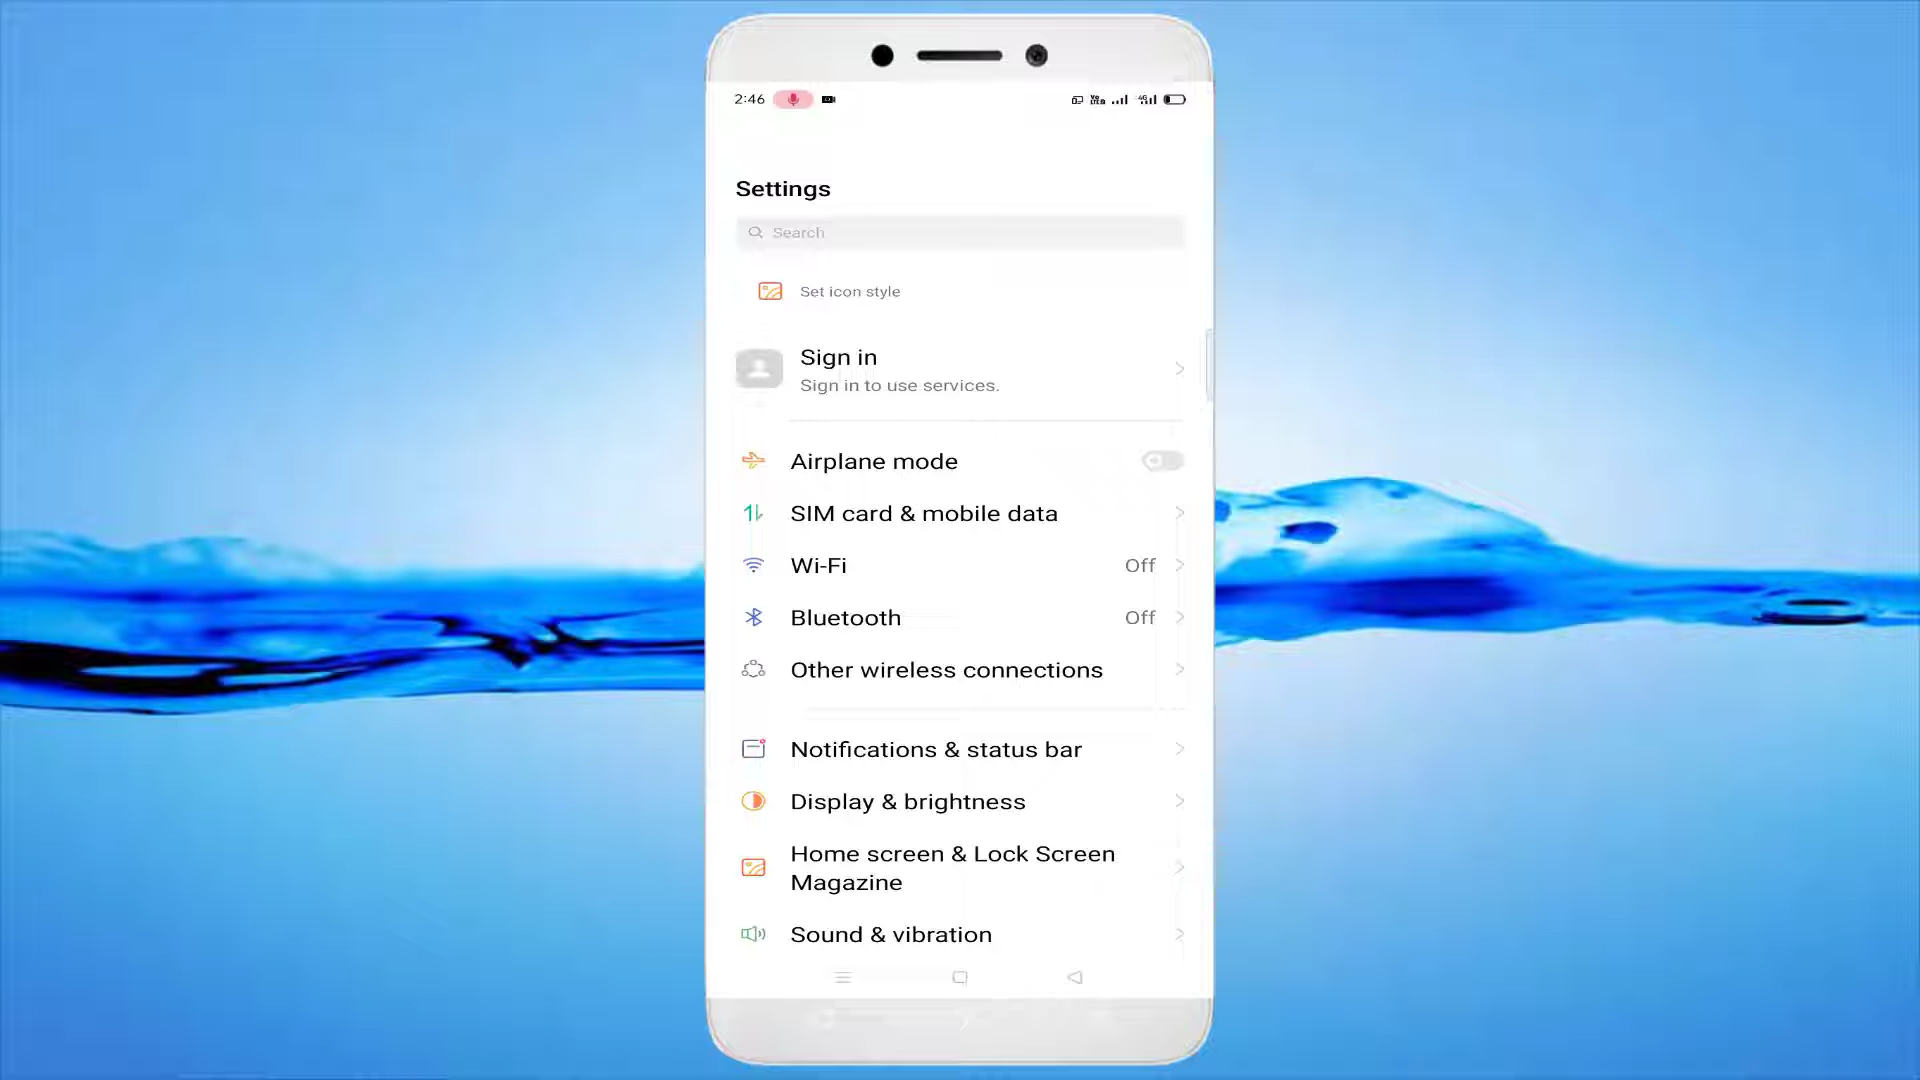 2:46
Settings
Search
Set icon style
Sign in
Sign in to use services.
Airplane mode
SIM card & mobile data
Wi-Fi Off
Bluetooth Off
Other wireless connections
Notifications & status bar
Display & brightness
Home screen & Lock Screen
Magazine
Sound & vibration